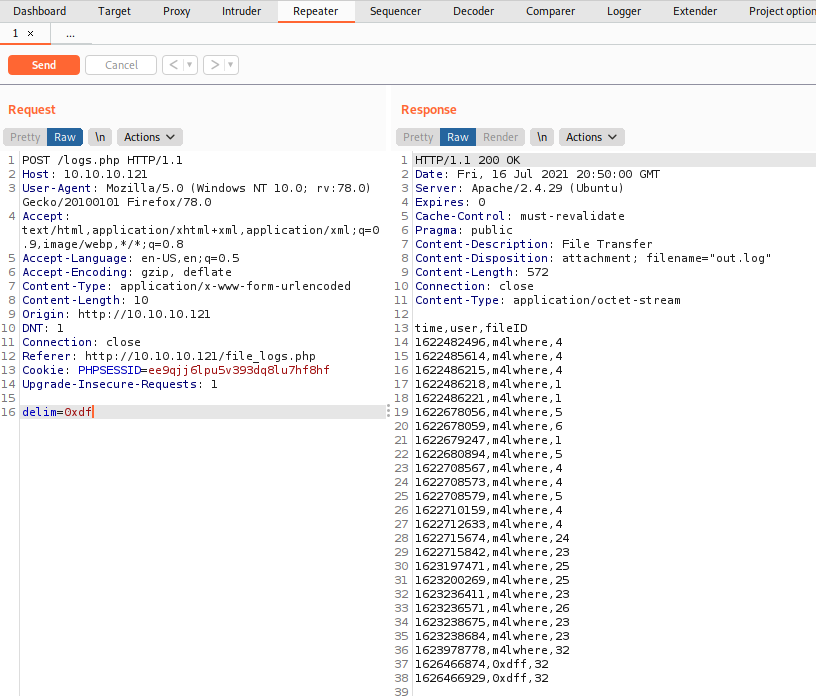 Dashboard Target Proxy Intruder Repeater Sequencer Decoder Comparer Logger Extender Project option
1 × ...
Send Cancel < ▾ > ▾
Request
Pretty Raw \n Actions
1 POST /logs.php HTTP/1.1
2 Host: 10.10.10.121
3 User-Agent: Mozilla/5.0 (Windows NT 10.0; rv:78.0)
Gecko/20100101 Firefox/78.0
4 Accept:
text/html,application/xhtml+xml,application/xml;q=0
.9,image/webp,*/*;q=0.8
5 Accept-Language: en-US,en;q=0.5
6 Accept-Encoding: gzip, deflate
7 Content-Type: application/x-www-form-urlencoded
8 Content-Length: 10
9 Origin: http://10.10.10.121
10 DNT: 1
11 Connection: close
12 Referer: http://10.10.10.121/file_logs.php
13 Cookie: PHPSESSID=ee9qjj6lpu5v393dq8lu7hf8hf
14 Upgrade-Insecure-Requests: 1
15
16 delim=0xdf
Response
Pretty Raw Render \n Actions
1 HTTP/1.1 200 OK
2 Date: Fri, 16 Jul 2021 20:50:00 GMT
3 Server: Apache/2.4.29 (Ubuntu)
4 Expires: 0
5 Cache-Control: must-revalidate
6 Pragma: public
7 Content-Description: File Transfer
8 Content-Disposition: attachment; filename="out.log"
9 Content-Length: 572
10 Connection: close
11 Content-Type: application/octet-stream
12
13 time,user,fileID
14 1622482496,m4lwhere,4
15 1622485614,m4lwhere,4
16 1622486215,m4lwhere,4
17 1622486218,m4lwhere,1
18 1622486221,m4lwhere,1
19 1622678056,m4lwhere,5
20 1622678059,m4lwhere,6
21 1622679247,m4lwhere,1
22 1622680894,m4lwhere,5
23 1622708567,m4lwhere,4
24 1622708573,m4lwhere,4
25 1622708579,m4lwhere,5
26 1622710159,m4lwhere,4
27 1622712633,m4lwhere,4
28 1622715674,m4lwhere,24
29 1622715842,m4lwhere,23
30 1623197471,m4lwhere,25
31 1623200269,m4lwhere,25
32 1623236411,m4lwhere,23
33 1623236571,m4lwhere,26
34 1623238675,m4lwhere,23
35 1623238684,m4lwhere,23
36 1623978778,m4lwhere,32
37 1626466874,0xdff,32
38 1626466929,0xdff,32
39